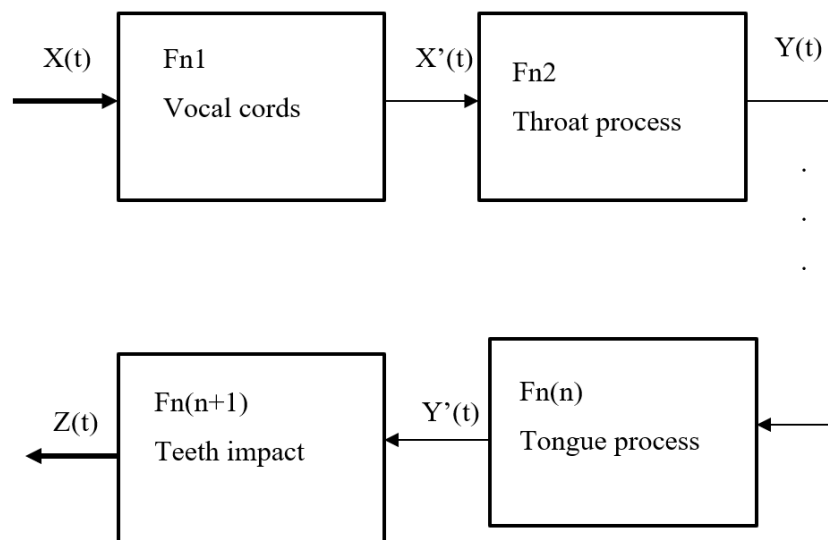 X(t)
Fn1
Vocal cords
X’(t)
Fn2
Throat process
Y(t)
.
.
.
Z(t)
Fn(n+1)
Teeth impact
Y’(t)
Fn(n)
Tongue process